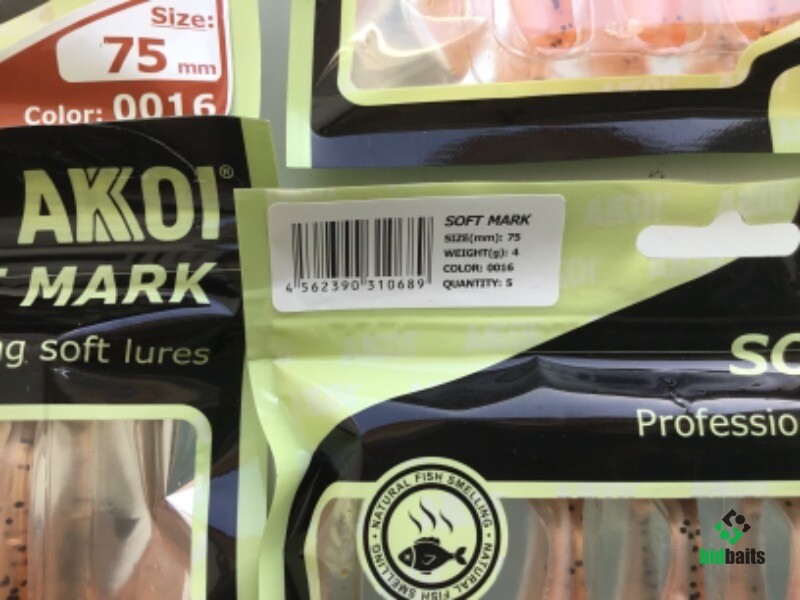 Size:
75 mm
Color: 0016
AKKOI®
MARK
soft lures
SOFT MARK
SIZE(mm): 75
WEIGHT(g): 4
COLOR: 0016
QUANTITY: 5
4 562390 310689
Professio
NATURAL FISH SMELLING • NATURAL FISH SMELLING •
bidbaits